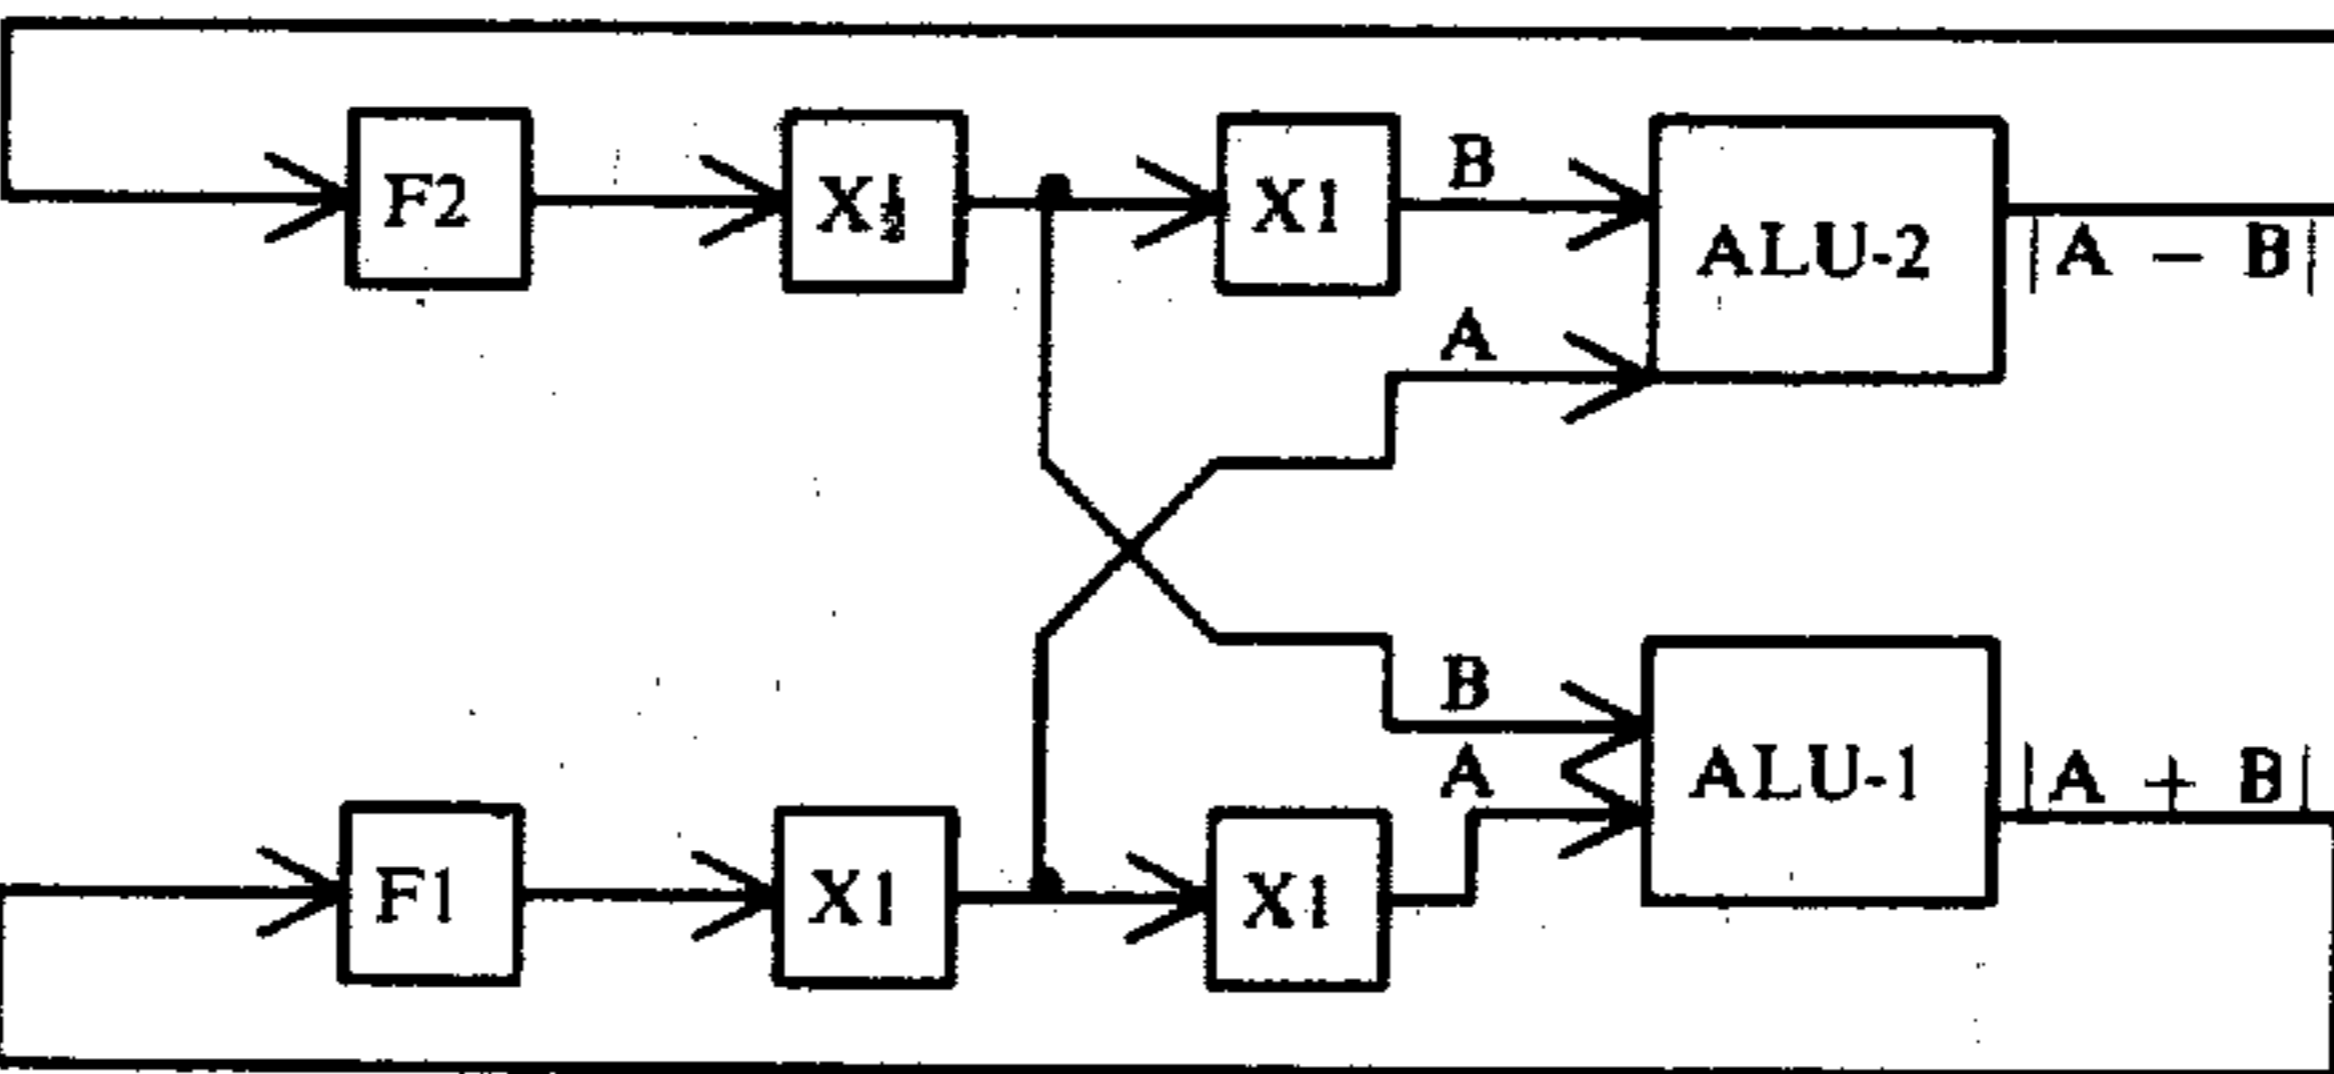 F2 X½ X1 B ALU-2 |A − B|
A
B
F1 X1 X1 A ALU-1 |A + B|